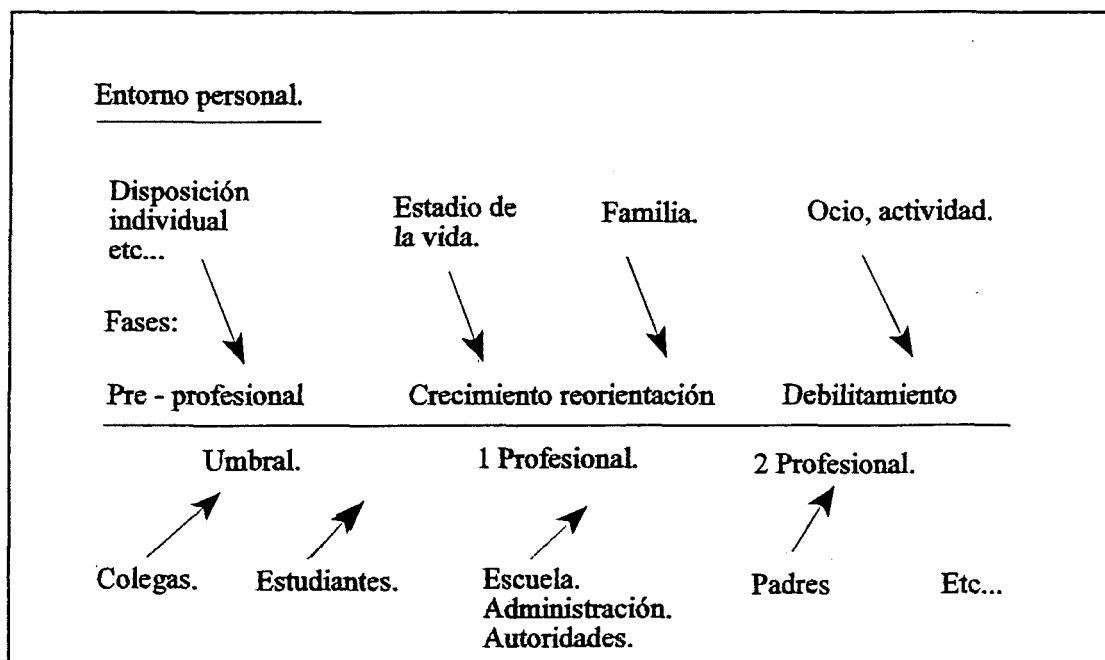 Entorno personal.
Disposición
individual
etc...
Estadio de
la vida.
Familia.
Ocio, actividad.
Fases:
Pre - profesional
Crecimiento reorientación
Debilitamiento
Umbral.
1 Profesional.
2 Profesional.
Colegas.
Estudiantes.
Escuela.
Administración.
Autoridades.
Padres
Etc...